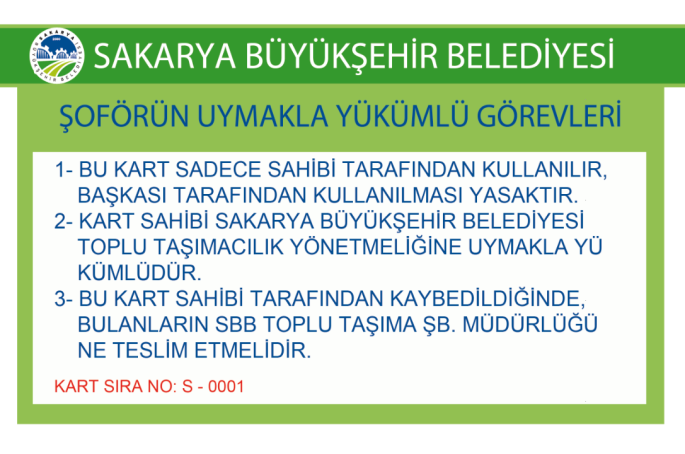 SAKARYA BÜYÜKŞEHİR BELEDİYESİ
ŞOFÖRÜN UYMAKLA YÜKÜMLÜ GÖREVLERİ
1- BU KART SADECE SAHİBİ TARAFINDAN KULLANILIR,
BAŞKASI TARAFINDAN KULLANILMASI YASAKTIR.
2- KART SAHİBİ SAKARYA BÜYÜKŞEHİR BELEDİYESİ
TOPLU TAŞIMACILIK YÖNETMELİĞİNE UYMAKLA YÜ
KÜMLÜDÜR.
3- BU KART SAHİBİ TARAFINDAN KAYBEDİLDİĞİNDE,
BULANLARIN SBB TOPLU TAŞIMA ŞB. MÜDÜRLÜĞÜ
NE TESLİM ETMELİDİR.
KART SIRA NO: S - 0001